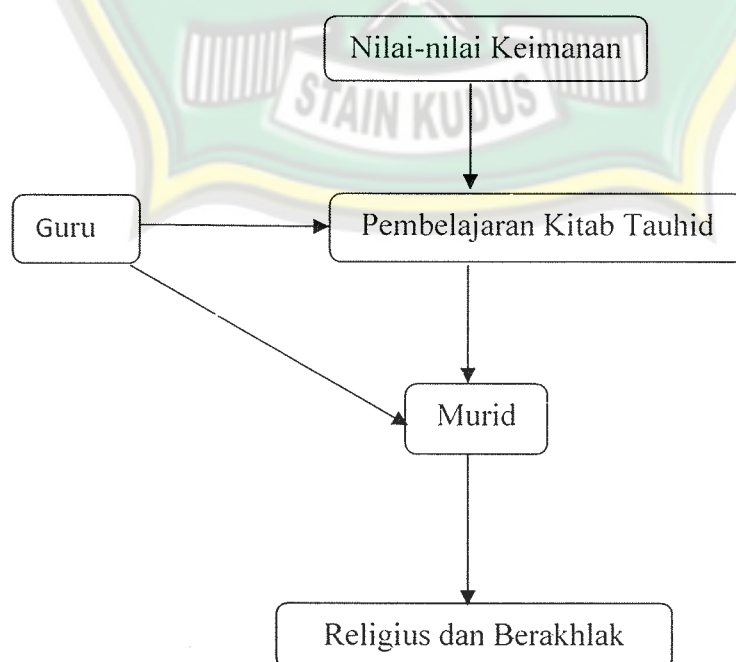 Nilai-nilai Keimanan
STAIN KUDUS
Guru
Pembelajaran Kitab Tauhid
Murid
Religius dan Berakhlak